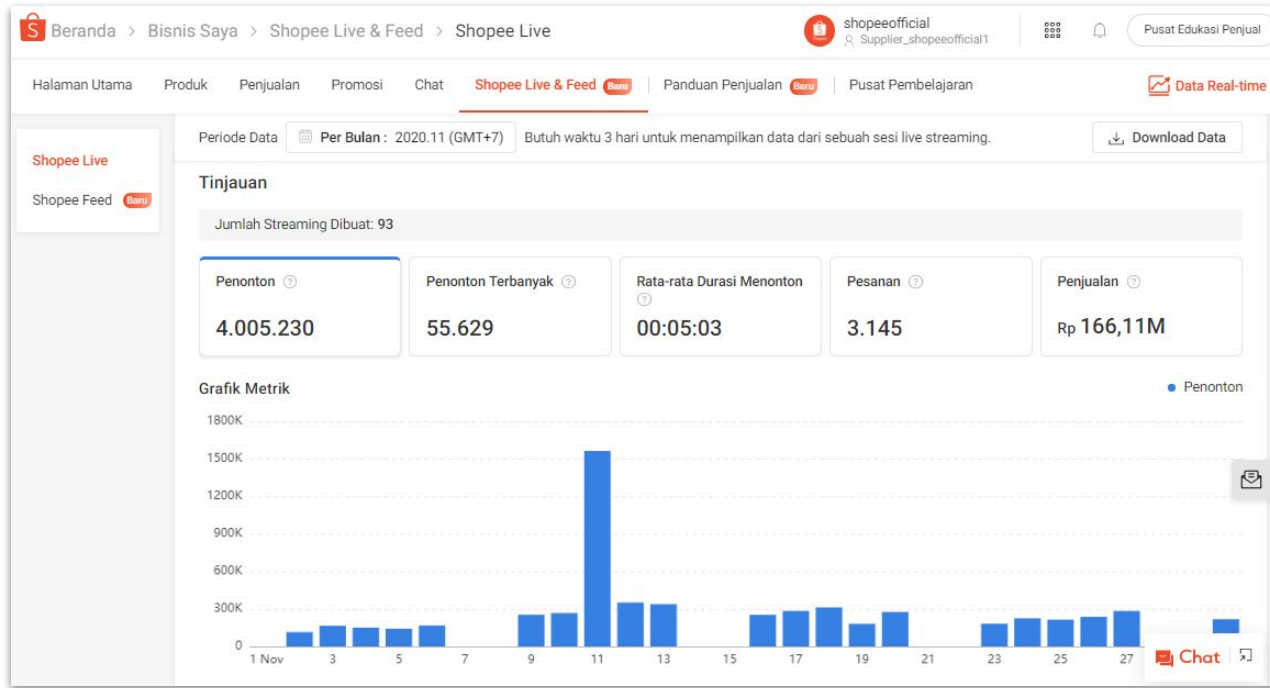 Beranda > Bisnis Saya > Shopee Live & Feed > Shopee Live
shopeeofficial
Supplier_shopeeofficial1
Pusat Edukasi Penjual
Halaman Utama Produk Penjualan Promosi Chat Shopee Live & Feed Baru Panduan Penjualan Baru Pusat Pembelajaran Data Real-time
Shopee Live
Shopee Feed Baru
Periode Data Per Bulan : 2020.11 (GMT+7) Butuh waktu 3 hari untuk menampilkan data dari sebuah sesi live streaming. Download Data
Tinjauan
Jumlah Streaming Dibuat: 93
Penonton
4.005.230
Penonton Terbanyak
55.629
Rata-rata Durasi Menonton
00:05:03
Pesanan
3.145
Penjualan
Rp 166,11M
Grafik Metrik
Penonton
1800K
1500K
1200K
900K
600K
300K
0
1 Nov 3 5 7 9 11 13 15 17 19 21 23 25 27
Chat